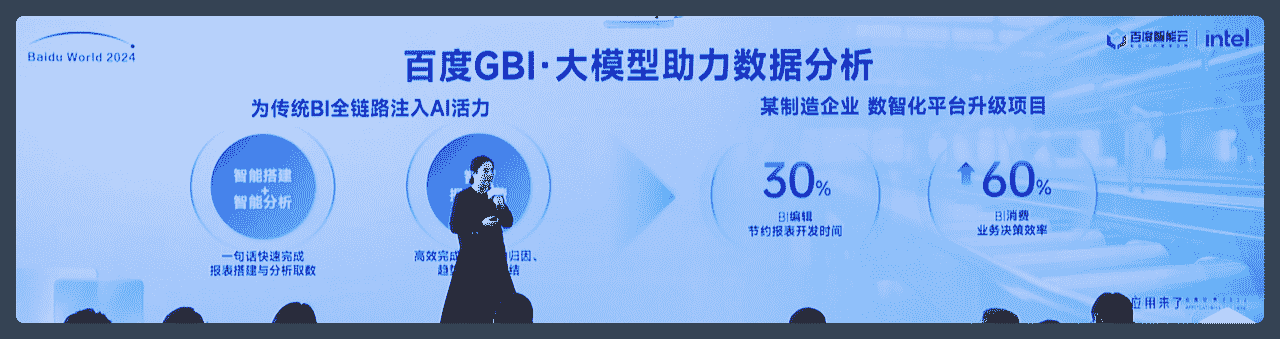 Baidu World 2024
百度智能云
intel
百度GBI·大模型助力数据分析
为传统BI全链路注入AI活力
某制造企业 数智化平台升级项目
智能搭建
+
智能分析
一句话快速完成
报表搭建与分析取数
高效完成
归因、
30%
BI编辑
节约报表开发时间
60%
BI消费
业务决策效率
应用来了